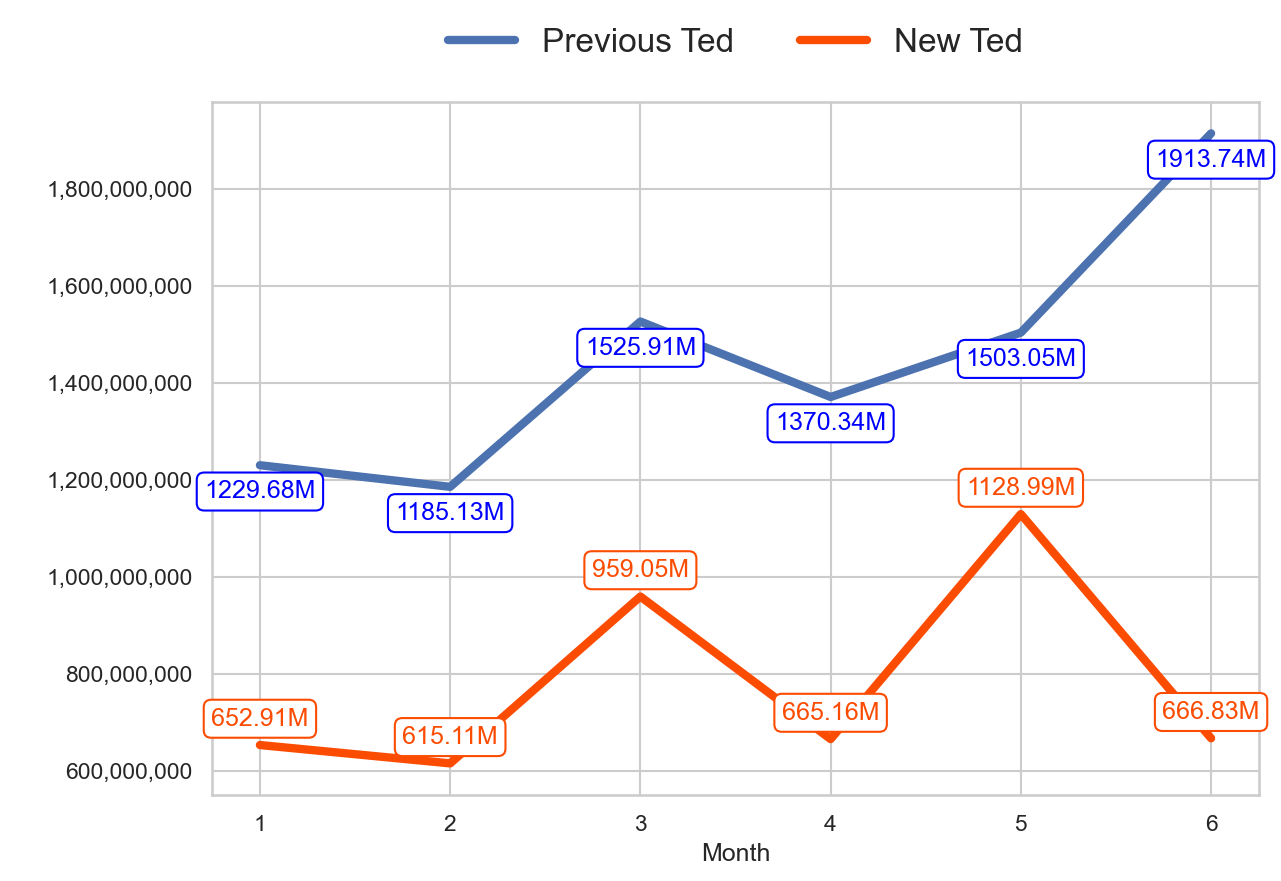 Previous Ted New Ted
1913.74M
1,800,000,000
1,600,000,000
1525.91M
1503.05M
1,400,000,000
1370.34M
1,200,000,000
1229.68M
1185.13M
1128.99M
1,000,000,000
959.05M
800,000,000
652.91M
615.11M
665.16M
666.83M
600,000,000
1 2 3 4 5 6
Month